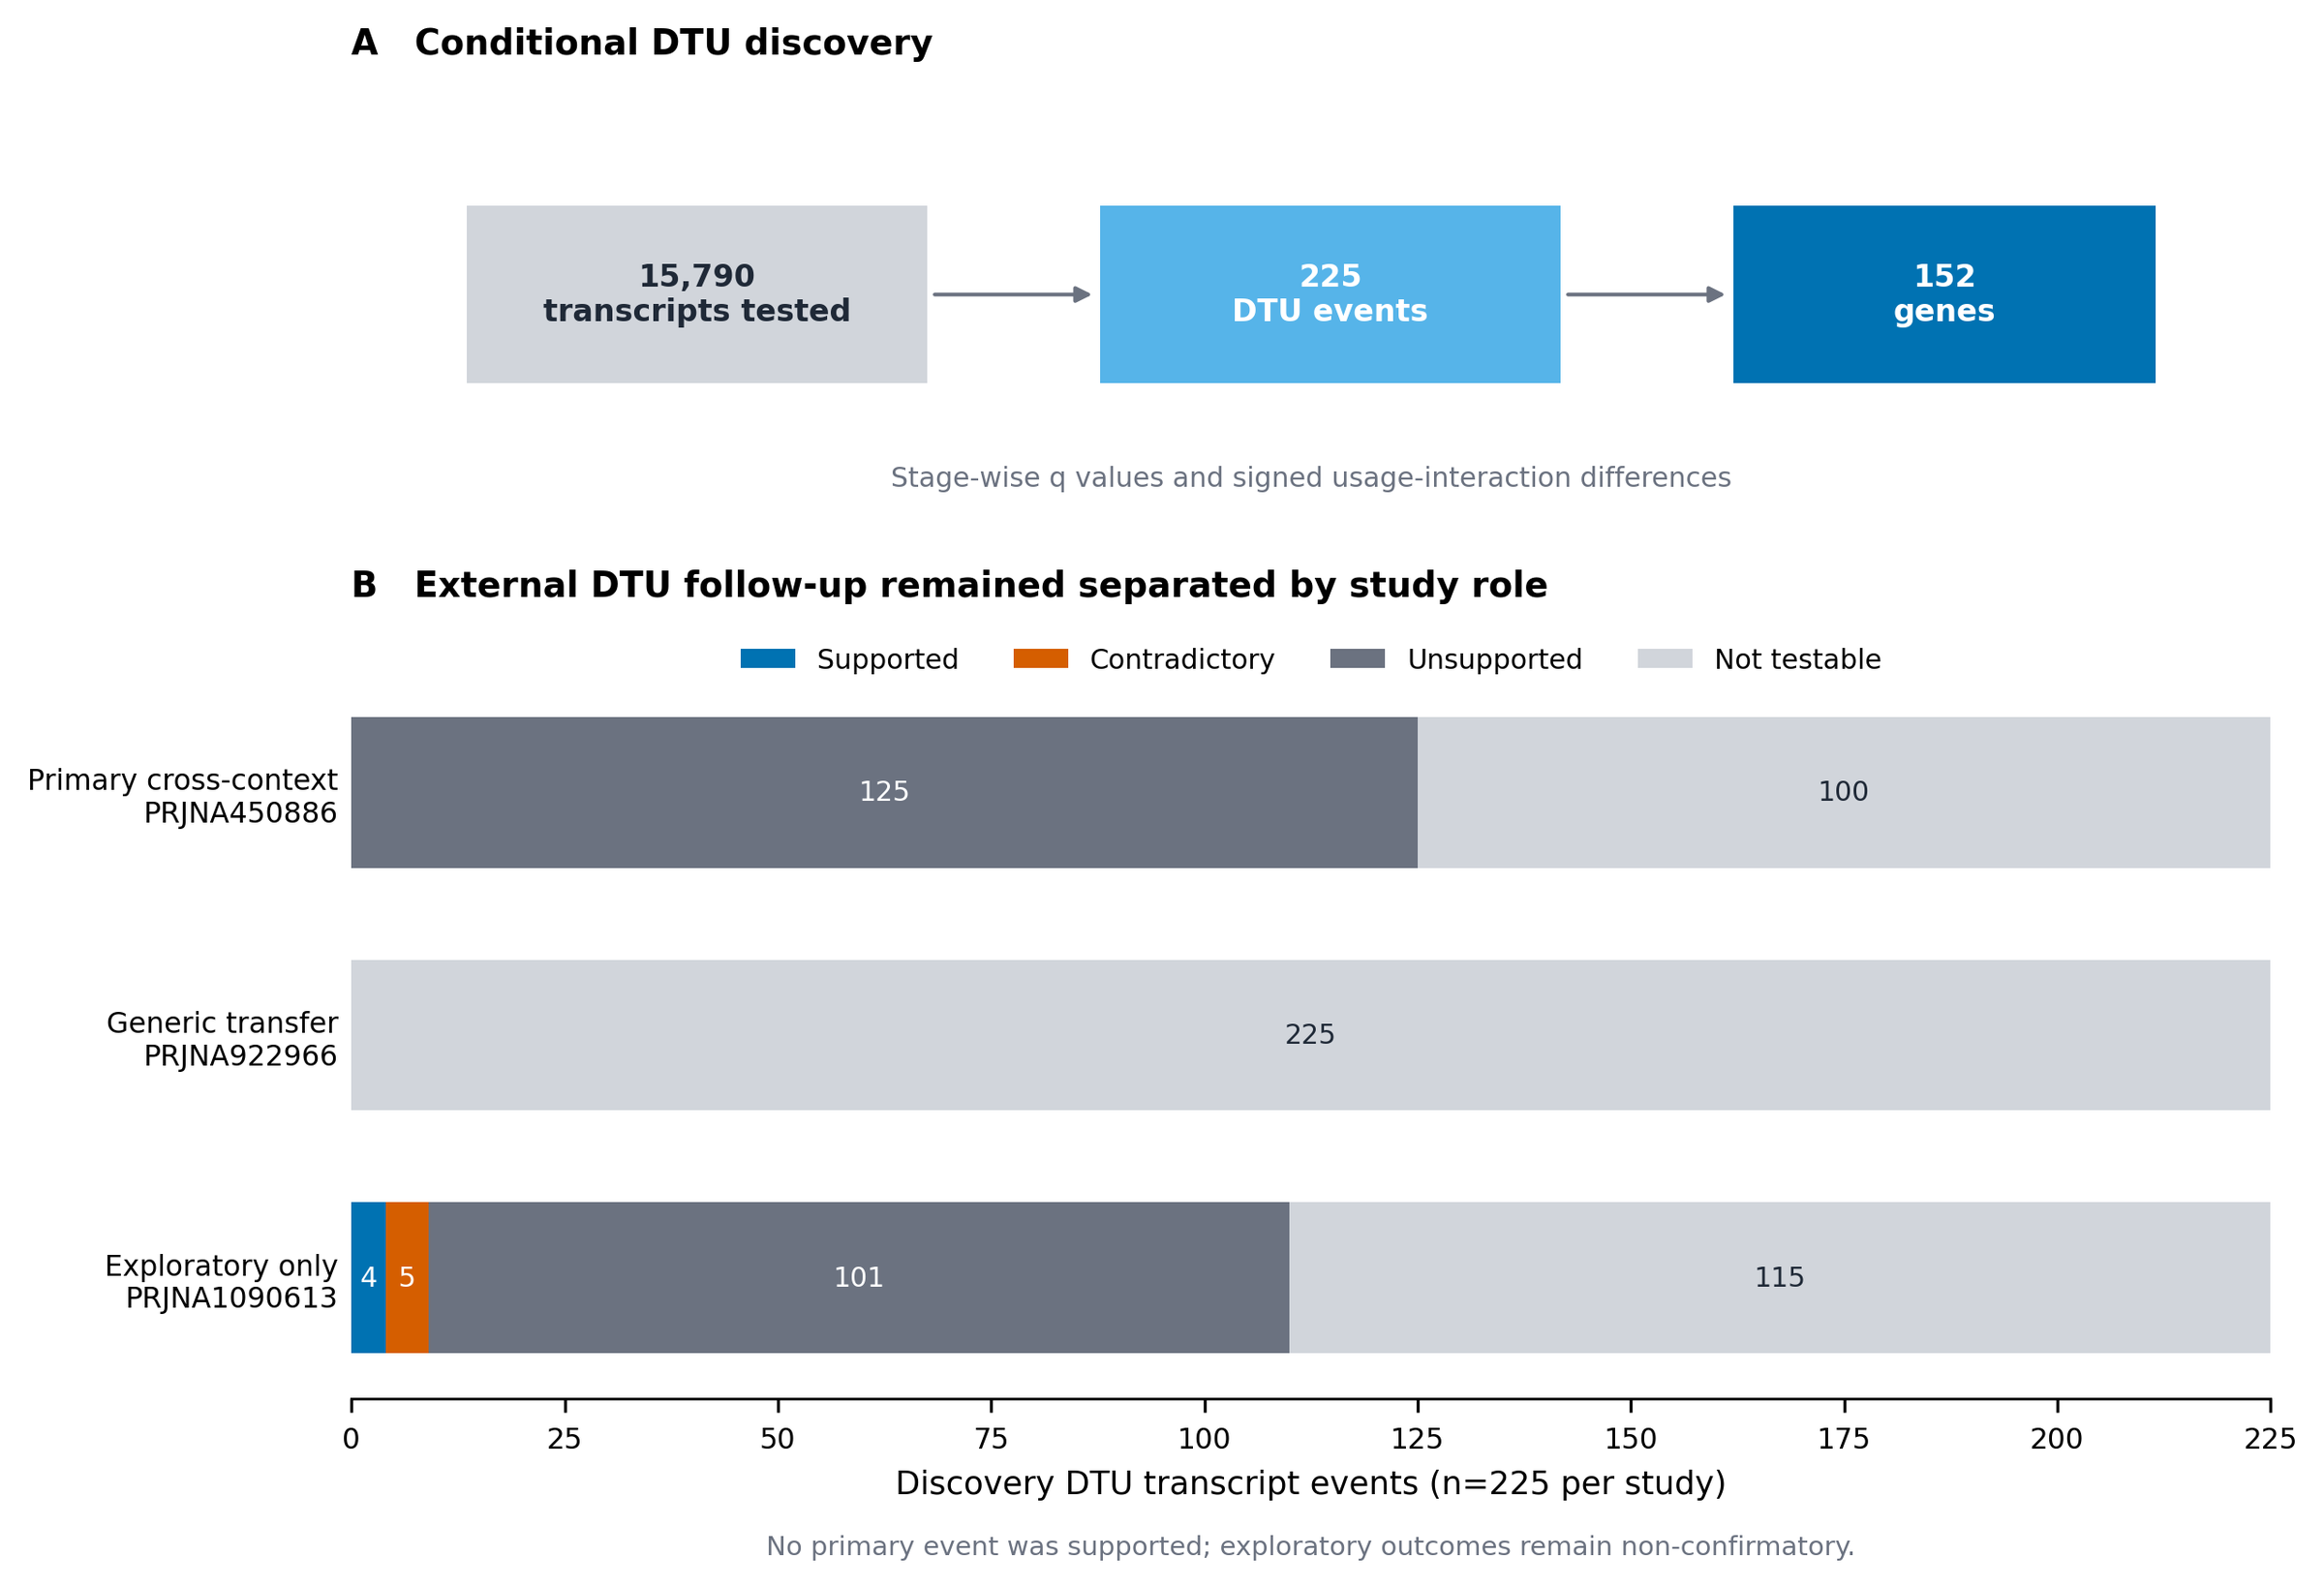 A Conditional DTU discovery
15,790
transcripts tested
225
DTU events
152
genes
Stage-wise q values and signed usage-interaction differences
B External DTU follow-up remained separated by study role
Supported Contradictory Unsupported Not testable
Primary cross-context
PRJNA450886
125 100
Generic transfer
PRJNA922966
225
Exploratory only
PRJNA1090613
4 5 101 115
0 25 50 75 100 125 150 175 200 225
Discovery DTU transcript events (n=225 per study)
No primary event was supported; exploratory outcomes remain non-confirmatory.